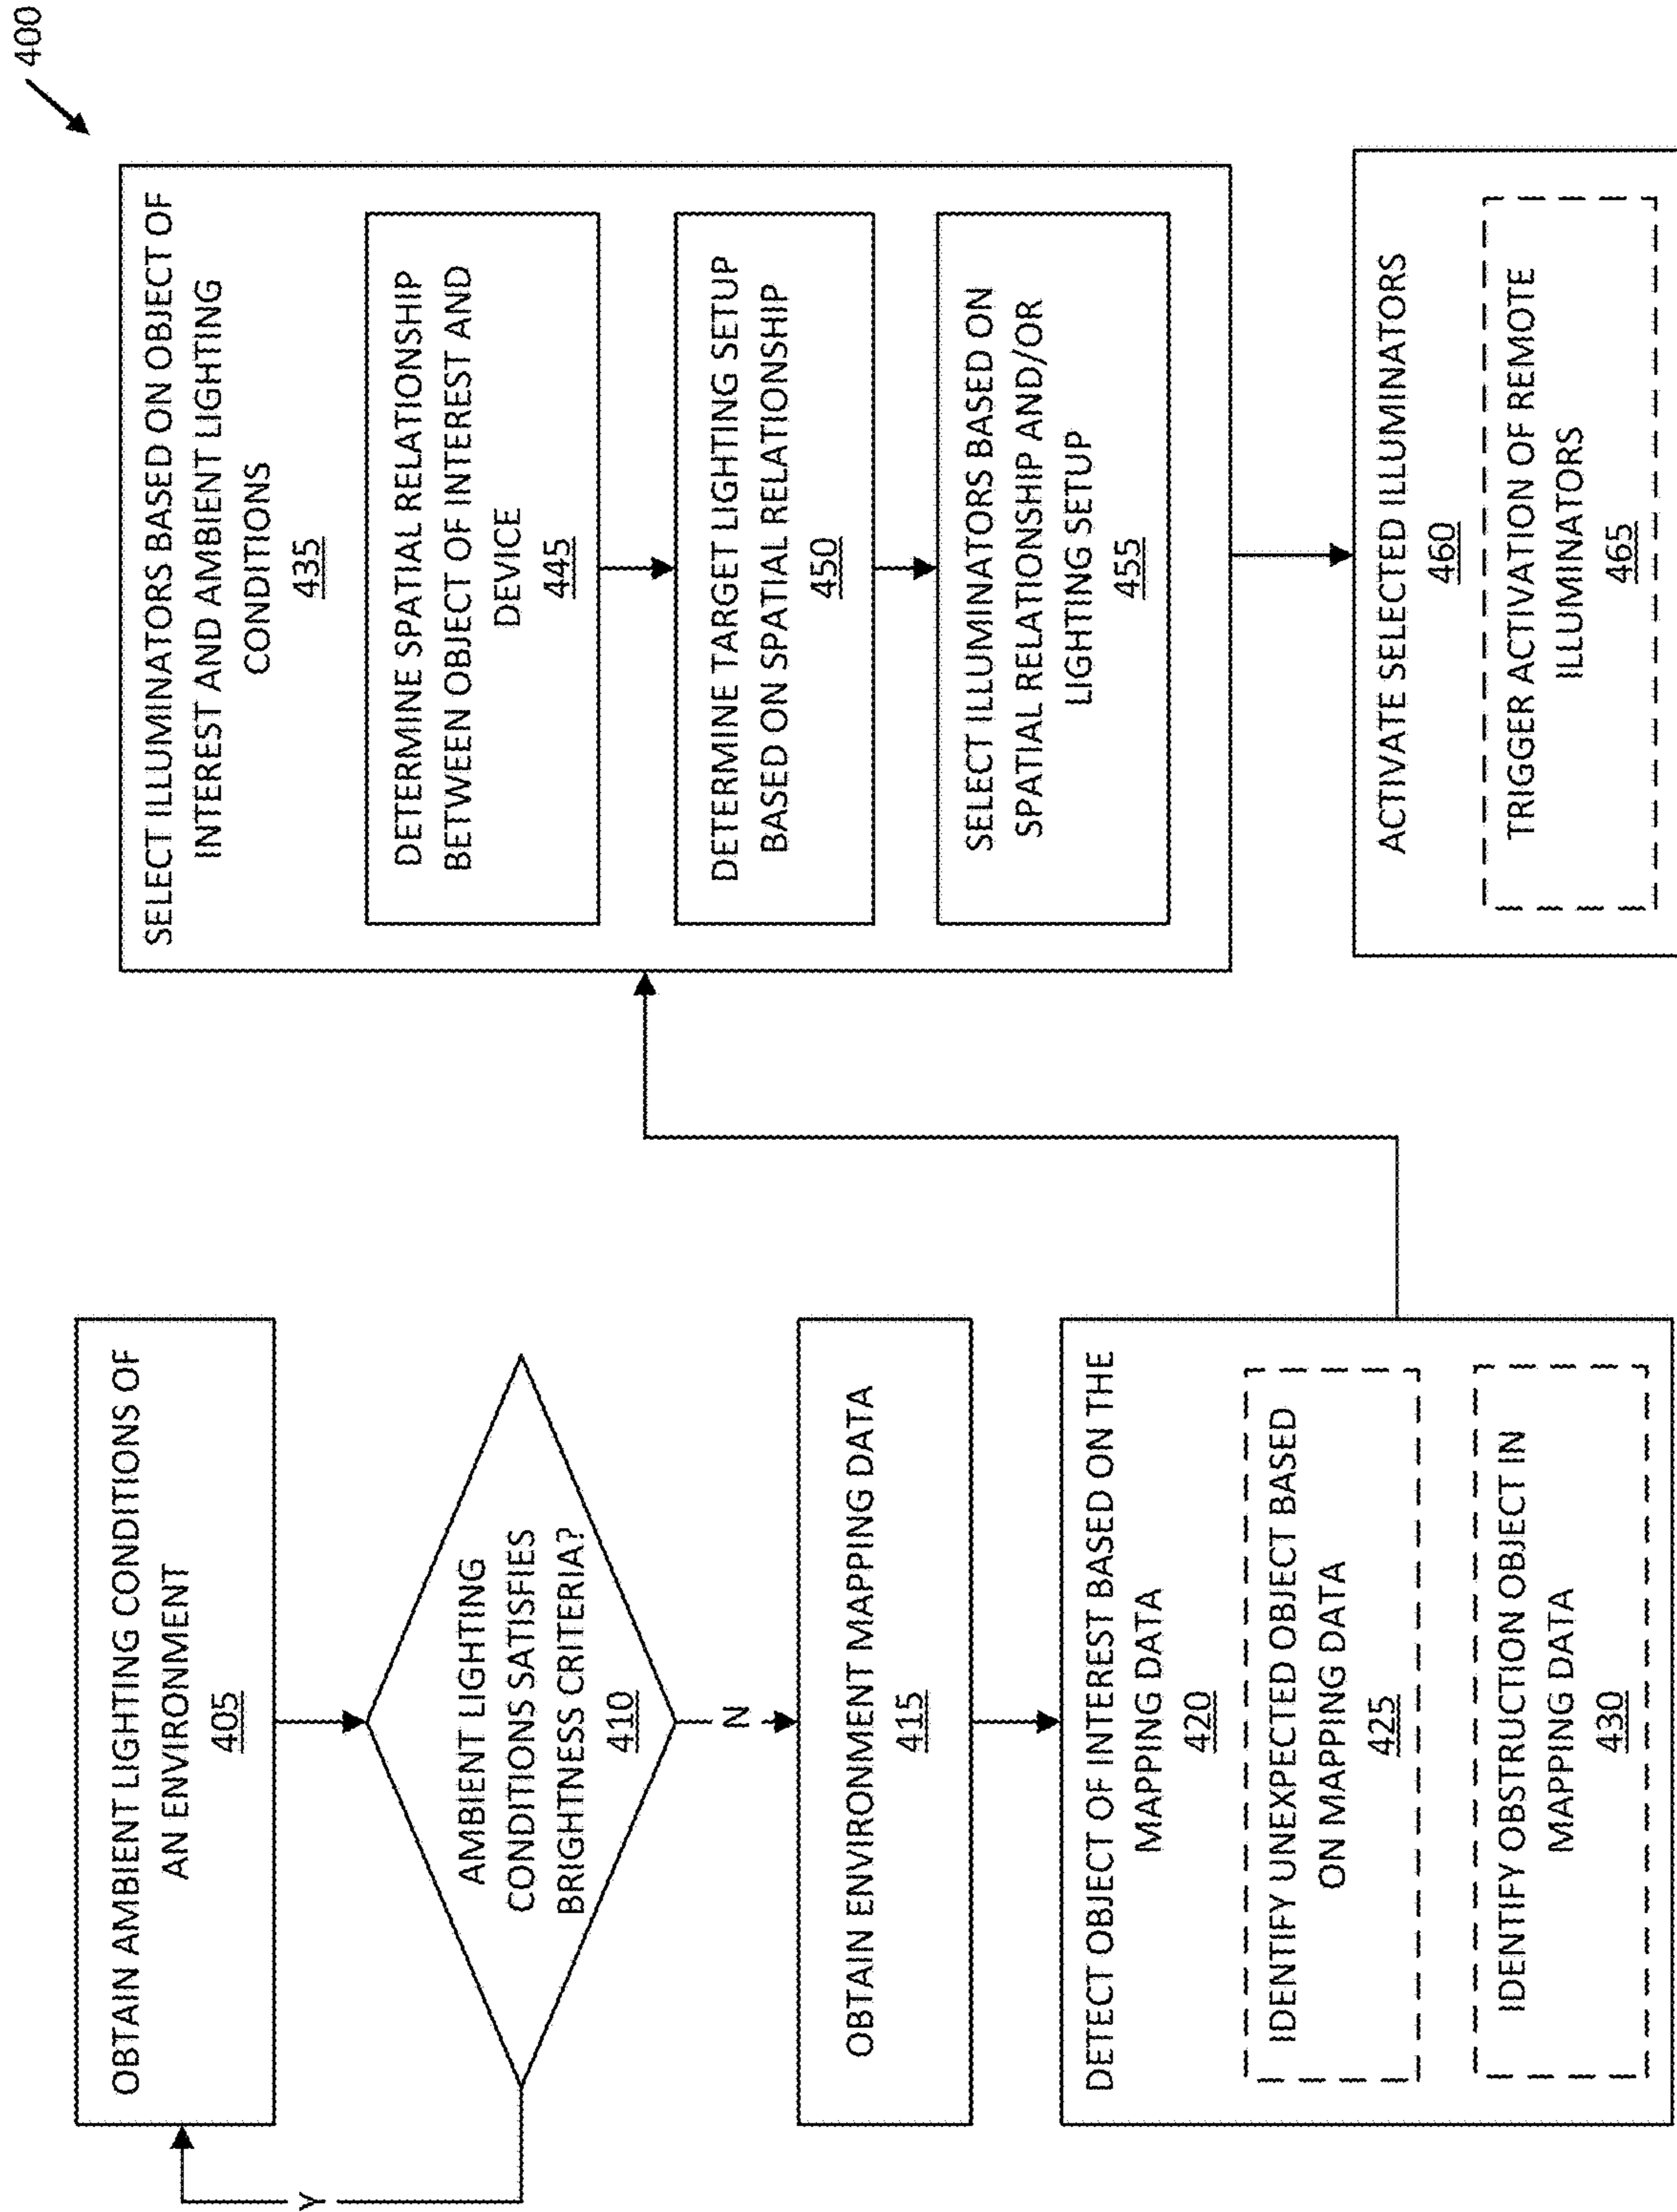 400
OBTAIN AMBIENT LIGHTING CONDITIONS OF
AN ENVIRONMENT
405
AMBIENT LIGHTING
CONDITIONS SATISFIES
BRIGHTNESS CRITERIA?
410
Y
N
OBTAIN ENVIRONMENT MAPPING DATA
415
DETECT OBJECT OF INTEREST BASED ON THE
MAPPING DATA
420
IDENTIFY UNEXPECTED OBJECT BASED
ON MAPPING DATA
425
IDENTIFY OBSTRUCTION OBJECT IN
MAPPING DATA
430
SELECT ILLUMINATORS BASED ON OBJECT OF
INTEREST AND AMBIENT LIGHTING
CONDITIONS
435
DETERMINE SPATIAL RELATIONSHIP
BETWEEN OBJECT OF INTEREST AND
DEVICE
445
DETERMINE TARGET LIGHTING SETUP
BASED ON SPATIAL RELATIONSHIP
450
SELECT ILLUMINATORS BASED ON
SPATIAL RELATIONSHIP AND/OR
LIGHTING SETUP
455
ACTIVATE SELECTED ILLUMINATORS
460
TRIGGER ACTIVATION OF REMOTE
ILLUMINATORS
465